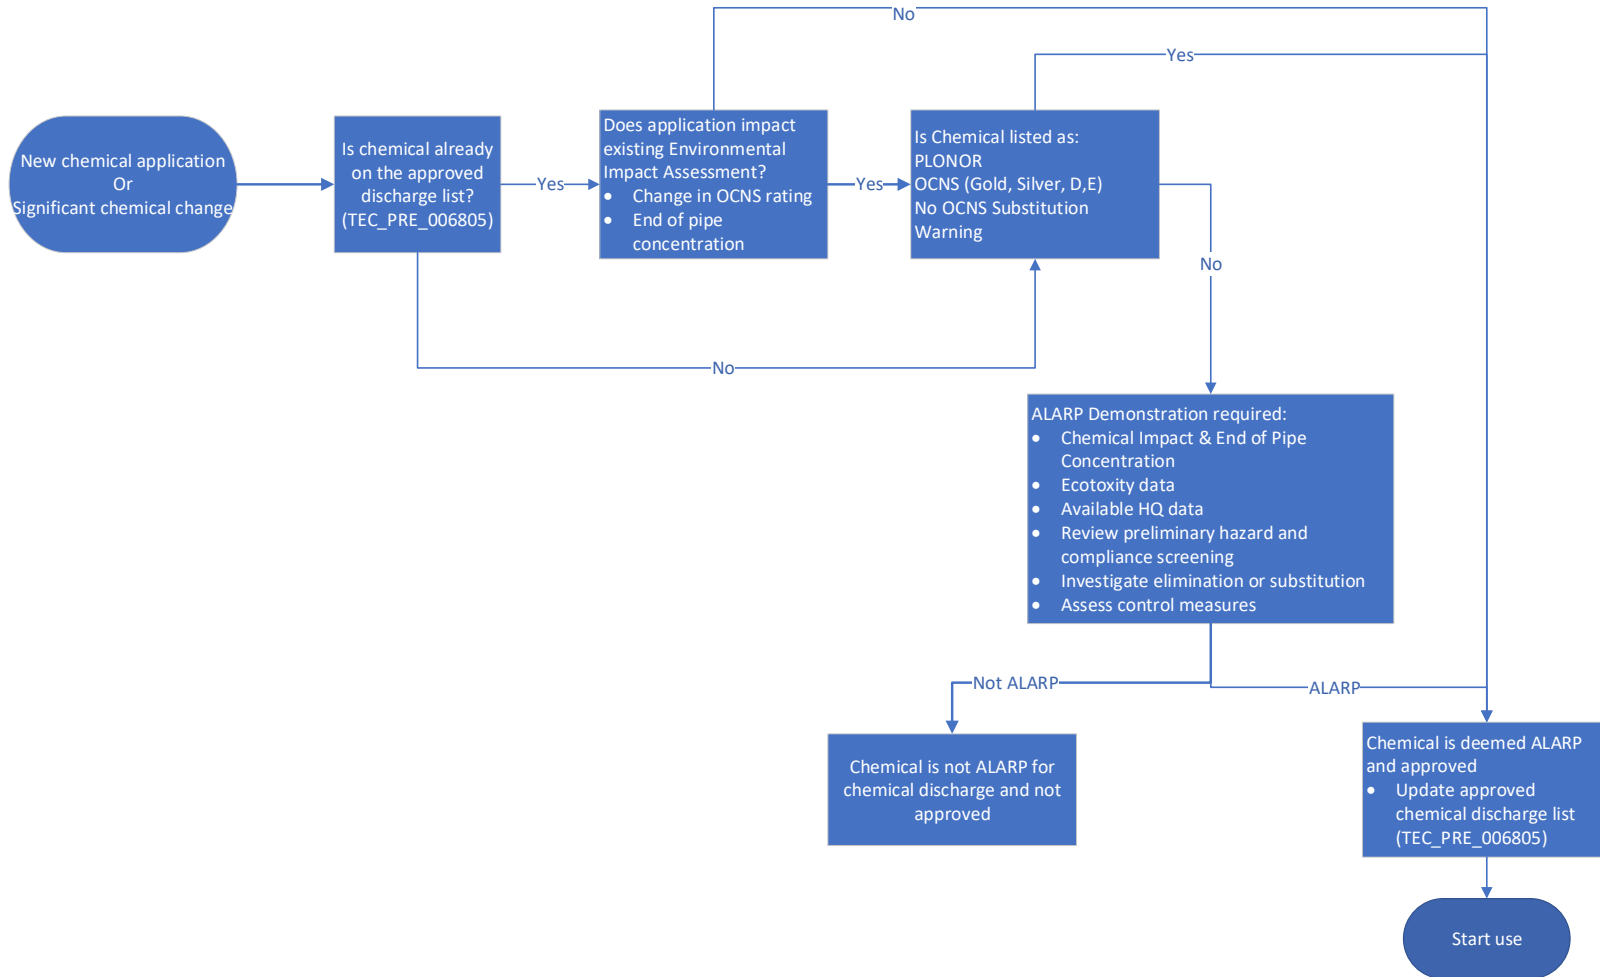 No
Yes
New chemical application
Or
Significant chemical change
Is chemical already
on the approved
discharge list?
(TEC_PRE_006805)
Yes
Does application impact
existing Environmental
Impact Assessment?
• Change in OCNS rating
• End of pipe
concentration
Yes
Is Chemical listed as:
PLONOR
OCNS (Gold, Silver, D,E)
No OCNS Substitution
Warning
No
No
ALARP Demonstration required:
• Chemical Impact & End of Pipe
Concentration
• Ecotoxity data
• Available HQ data
• Review preliminary hazard and
compliance screening
• Investigate elimination or substitution
• Assess control measures
Not ALARP
ALARP
Chemical is not ALARP for
chemical discharge and not
approved
Chemical is deemed ALARP
and approved
• Update approved
chemical discharge list
(TEC_PRE_006805)
Start use